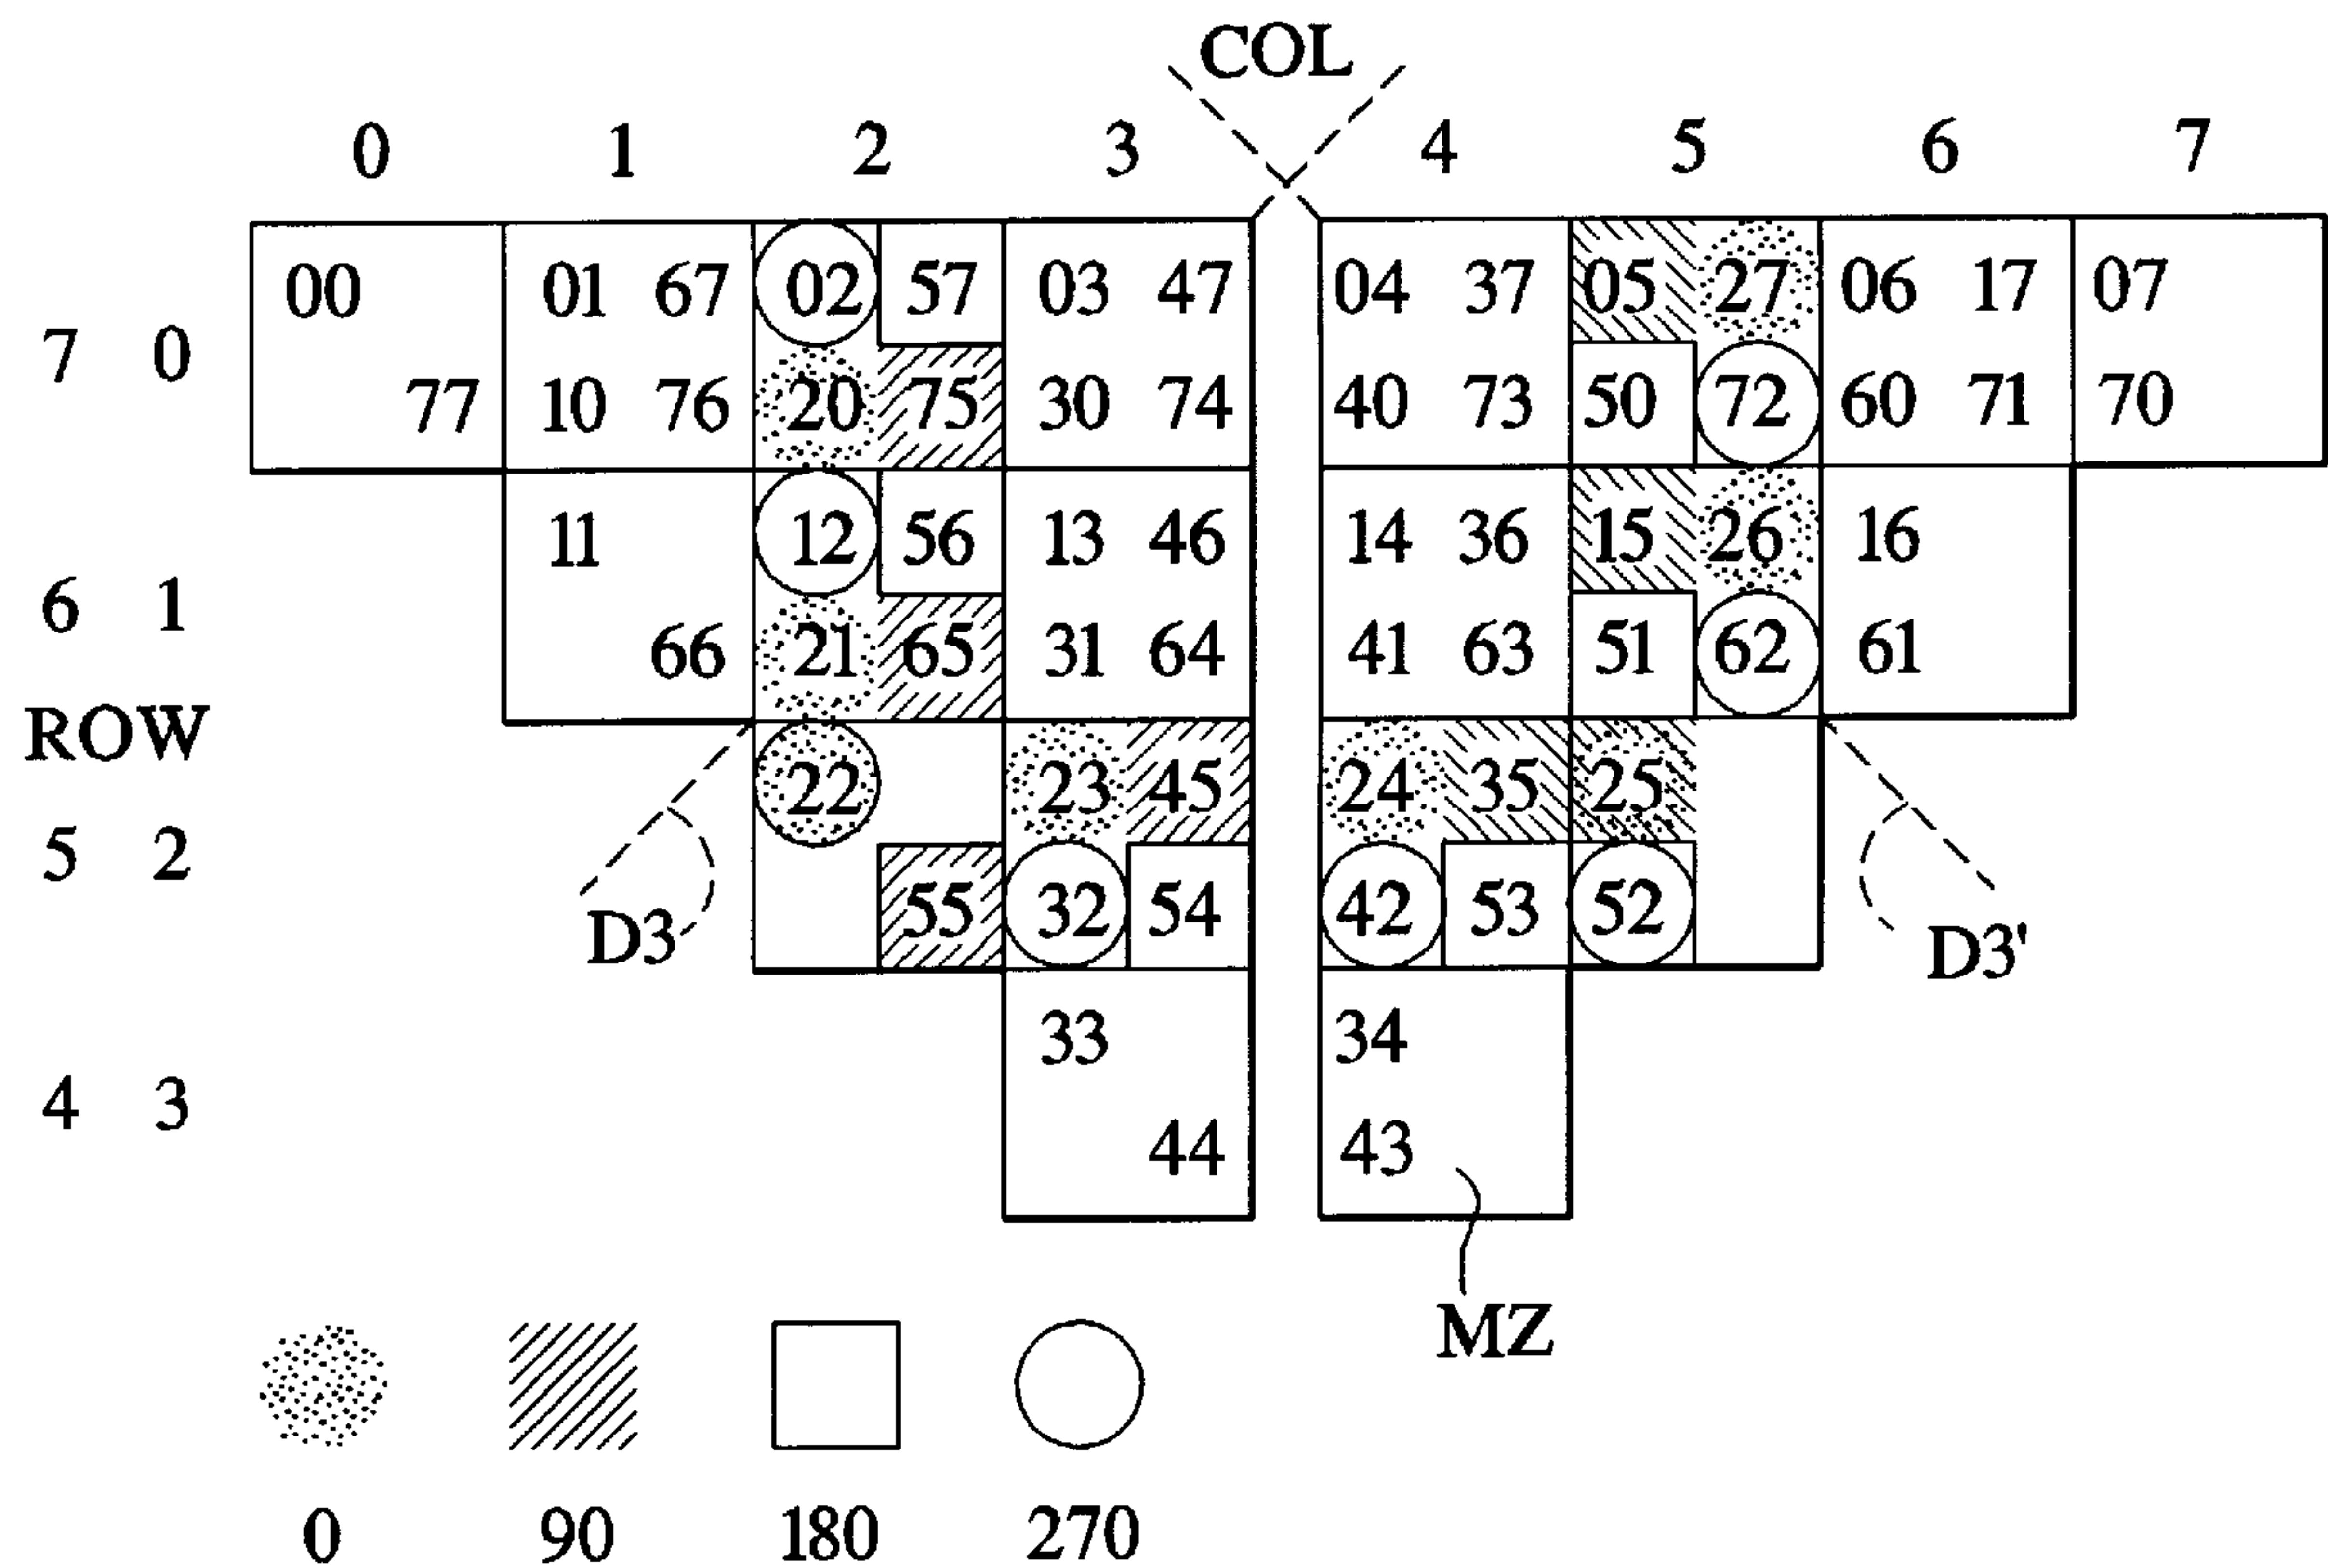 COL
0 1 2 3 4 5 6 7
00 01 67 02 57 03 47 04 37 05 27 06 17 07
7 0
77 10 76 20 75 30 74 40 73 50 72 60 71 70
11 12 56 13 46 14 36 15 26 16
6 1
66 21 65 31 64 41 63 51 62 61
ROW
22 23 45 24 35 25
5 2
55 32 54 42 53 52
D3 D3'
33 34
4 3
44 43
MZ
0 90 180 270